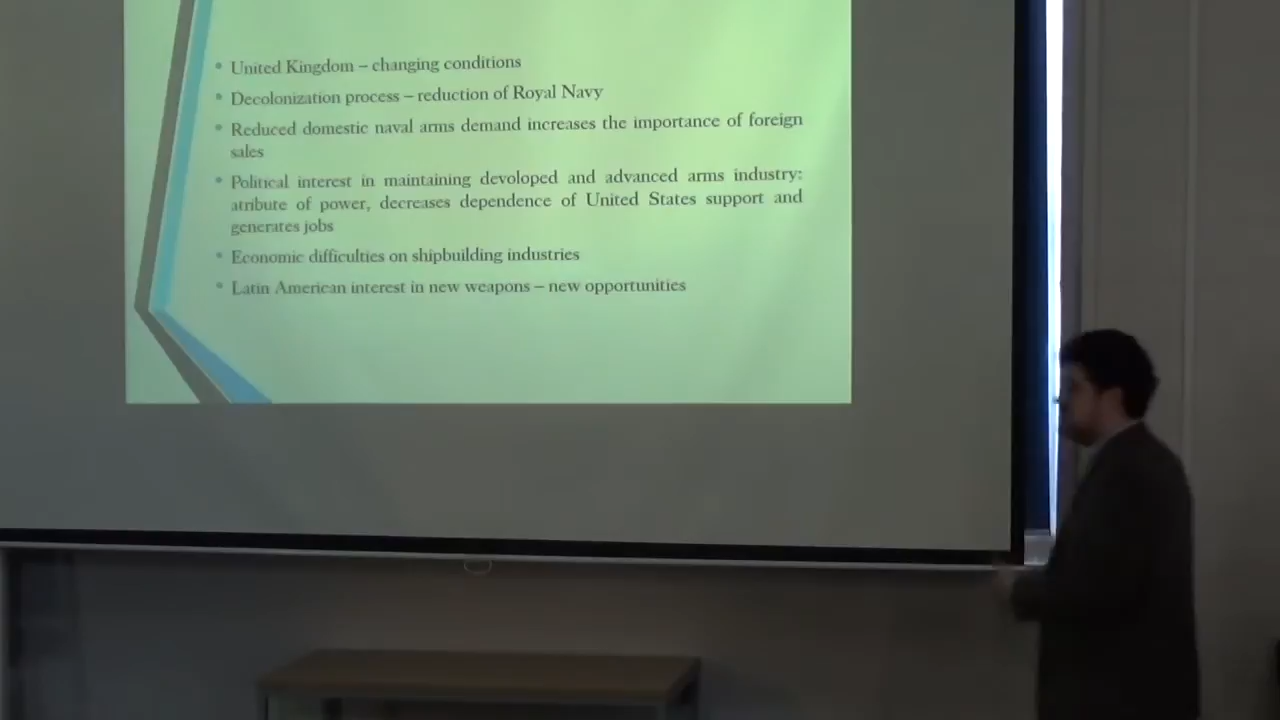 • United Kingdom – changing conditions
• Decolonization process – reduction of Royal Navy
• Reduced domestic naval arms demand increases the importance of foreign
sales
• Political interest in maintaining devoloped and advanced arms industry:
atribute of power, decreases dependence of United States support and
generates jobs
• Economic difficulties on shipbuilding industries
• Latin American interest in new weapons – new opportunities